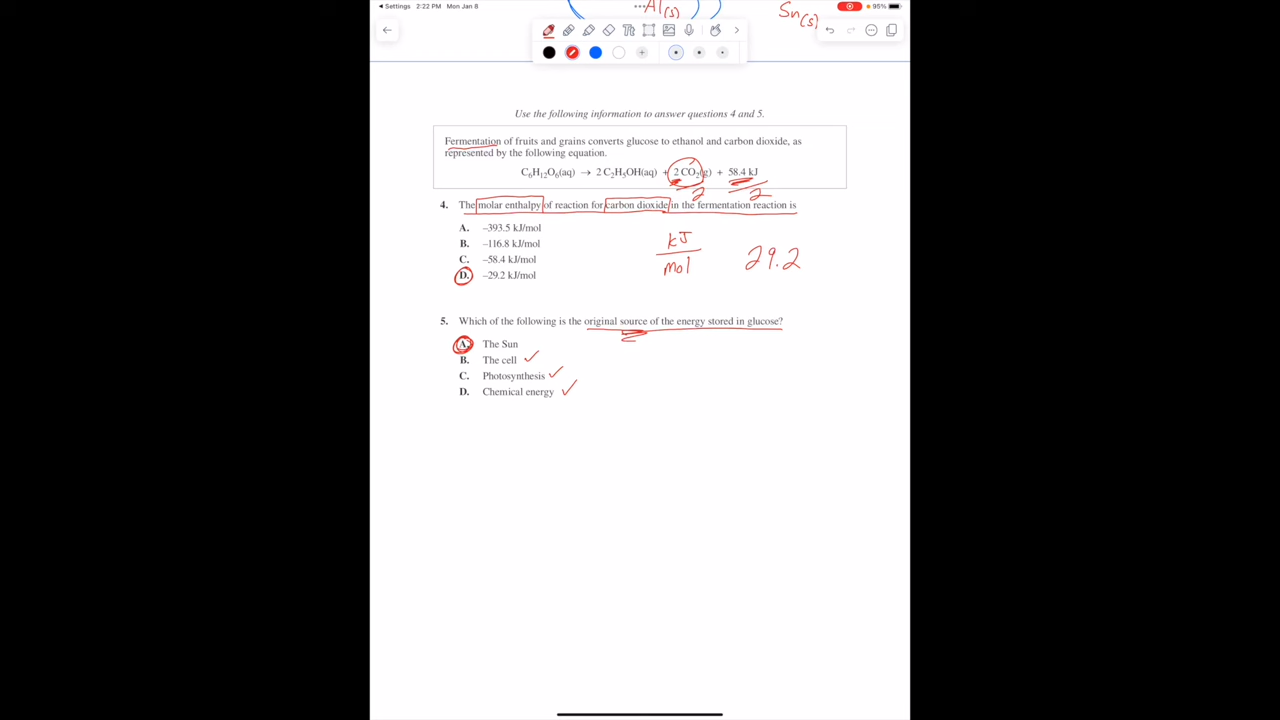 Settings 2:22 PM Mon Jan 8 95%
Al(s)
Sn(s)
Use the following information to answer questions 4 and 5.
Fermentation of fruits and grains converts glucose to ethanol and carbon dioxide, as
represented by the following equation.
C₆H₁₂O₆(aq) → 2 C₂H₅OH(aq) + 2 CO₂(g) + 58.4 kJ
2 2
4. The molar enthalpy of reaction for carbon dioxide in the fermentation reaction is
A. –393.5 kJ/mol
B. –116.8 kJ/mol
C. –58.4 kJ/mol
D. –29.2 kJ/mol
kJ
mol
29.2
5. Which of the following is the original source of the energy stored in glucose?
A. The Sun
B. The cell
C. Photosynthesis
D. Chemical energy